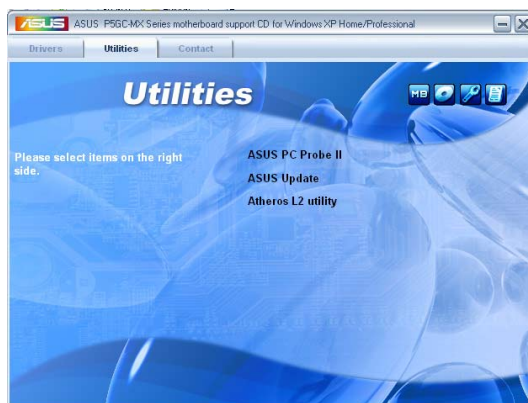 ASUS P5GC-MX Series motherboard support CD for Windows XP Home/Professional
Drivers Utilities Contact
Utilities
MB
Please select items on the right
side.
ASUS PC Probe II
ASUS Update
Atheros L2 utility